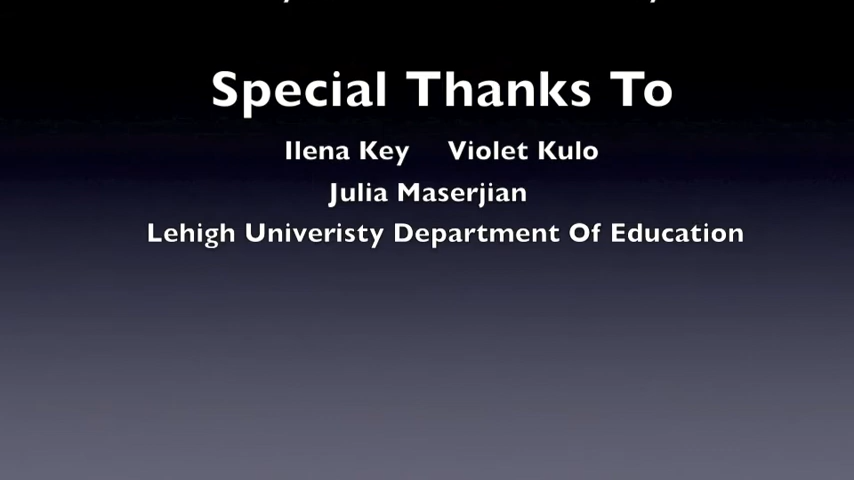 Special Thanks To
Ilena Key Violet Kulo
Julia Maserjian
Lehigh Univeristy Department Of Education